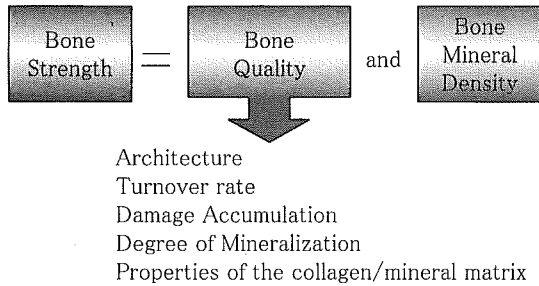 Bone
Strength
=
Bone
Quality
and
Bone
Mineral
Density
Architecture
Turnover rate
Damage Accumulation
Degree of Mineralization
Properties of the collagen/mineral matrix